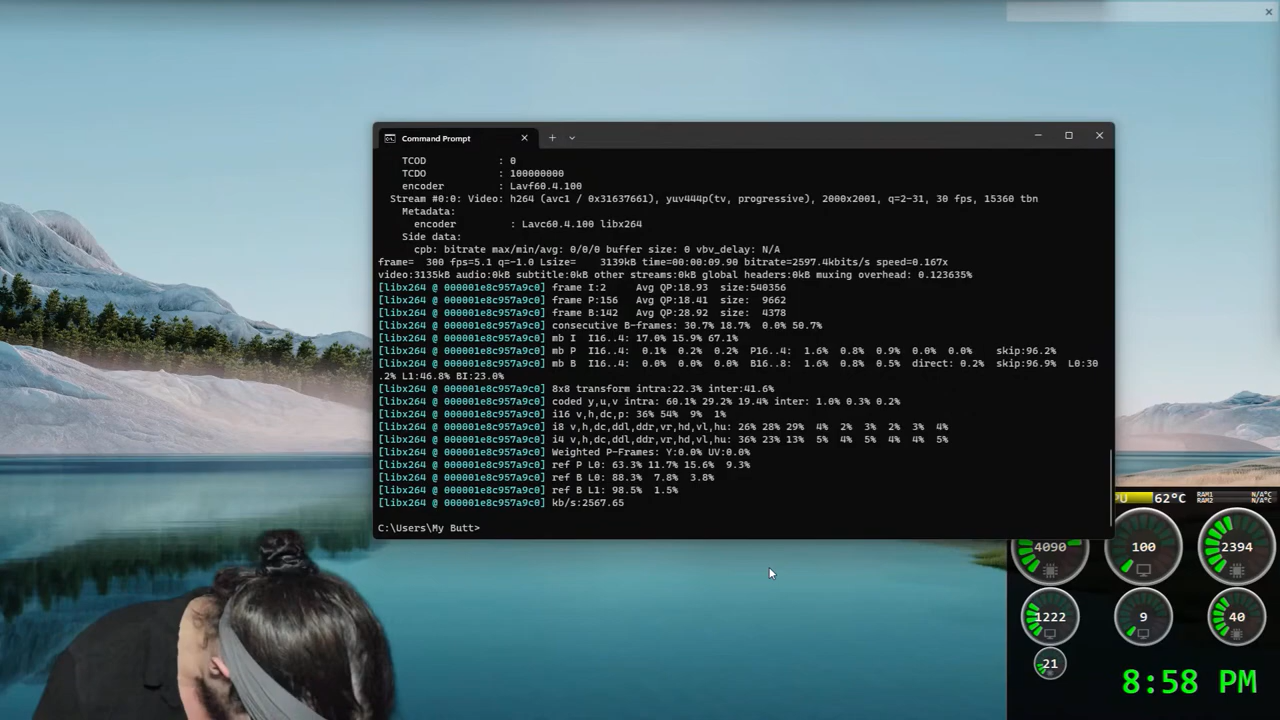 Command Prompt
TCOD : 0
TCDO : 100000000
encoder : Lavf60.4.100
Stream #0:0: Video: h264 (avc1 / 0x31637661), yuv444p(tv, progressive), 2000x2001, q=2-31, 30 fps, 15360 tbn
Metadata:
encoder : Lavc60.4.100 libx264
Side data:
cpb: bitrate max/min/avg: 0/0/0 buffer size: 0 vbv_delay: N/A
frame= 300 fps=5.1 q=-1.0 Lsize= 3139kB time=00:00:09.90 bitrate=2597.4kbits/s speed=0.167x
video:3135kB audio:0kB subtitle:0kB other streams:0kB global headers:0kB muxing overhead: 0.123635%
[libx264 @ 000001e8c957a9c0] frame I:2 Avg QP:18.93 size:540356
[libx264 @ 000001e8c957a9c0] frame P:156 Avg QP:18.41 size: 9662
[libx264 @ 000001e8c957a9c0] frame B:142 Avg QP:28.92 size: 4378
[libx264 @ 000001e8c957a9c0] consecutive B-frames: 30.7% 18.7% 0.0% 50.7%
[libx264 @ 000001e8c957a9c0] mb I I16..4: 17.0% 15.9% 67.1%
[libx264 @ 000001e8c957a9c0] mb P I16..4: 0.1% 0.2% 0.2% P16..4: 1.6% 0.8% 0.9% 0.0% 0.0% skip:96.2%
[libx264 @ 000001e8c957a9c0] mb B I16..4: 0.0% 0.0% 0.0% B16..8: 1.6% 0.8% 0.5% direct: 0.2% skip:96.9% L0:30
.2% L1:46.8% BI:23.0%
[libx264 @ 000001e8c957a9c0] 8x8 transform intra:22.3% inter:41.6%
[libx264 @ 000001e8c957a9c0] coded y,u,v intra: 60.1% 29.2% 19.4% inter: 1.0% 0.3% 0.2%
[libx264 @ 000001e8c957a9c0] i16 v,h,dc,p: 36% 54% 9% 1%
[libx264 @ 000001e8c957a9c0] i8 v,h,dc,ddl,ddr,vr,hd,vl,hu: 26% 28% 29% 4% 2% 3% 2% 3% 4%
[libx264 @ 000001e8c957a9c0] i4 v,h,dc,ddl,ddr,vr,hd,vl,hu: 36% 23% 13% 5% 4% 5% 4% 4% 5%
[libx264 @ 000001e8c957a9c0] Weighted P-Frames: Y:0.0% UV:0.0%
[libx264 @ 000001e8c957a9c0] ref P L0: 63.3% 11.7% 15.6% 9.3%
[libx264 @ 000001e8c957a9c0] ref B L0: 88.3% 7.8% 3.8%
[libx264 @ 000001e8c957a9c0] ref B L1: 98.5% 1.5%
[libx264 @ 000001e8c957a9c0] kb/s:2567.65
C:\Users\My Butt>
PU 62°C RAM1 N/A°C
RAM2 N/A°C
4090 100 2394
1222 9 40
21
8:58 PM